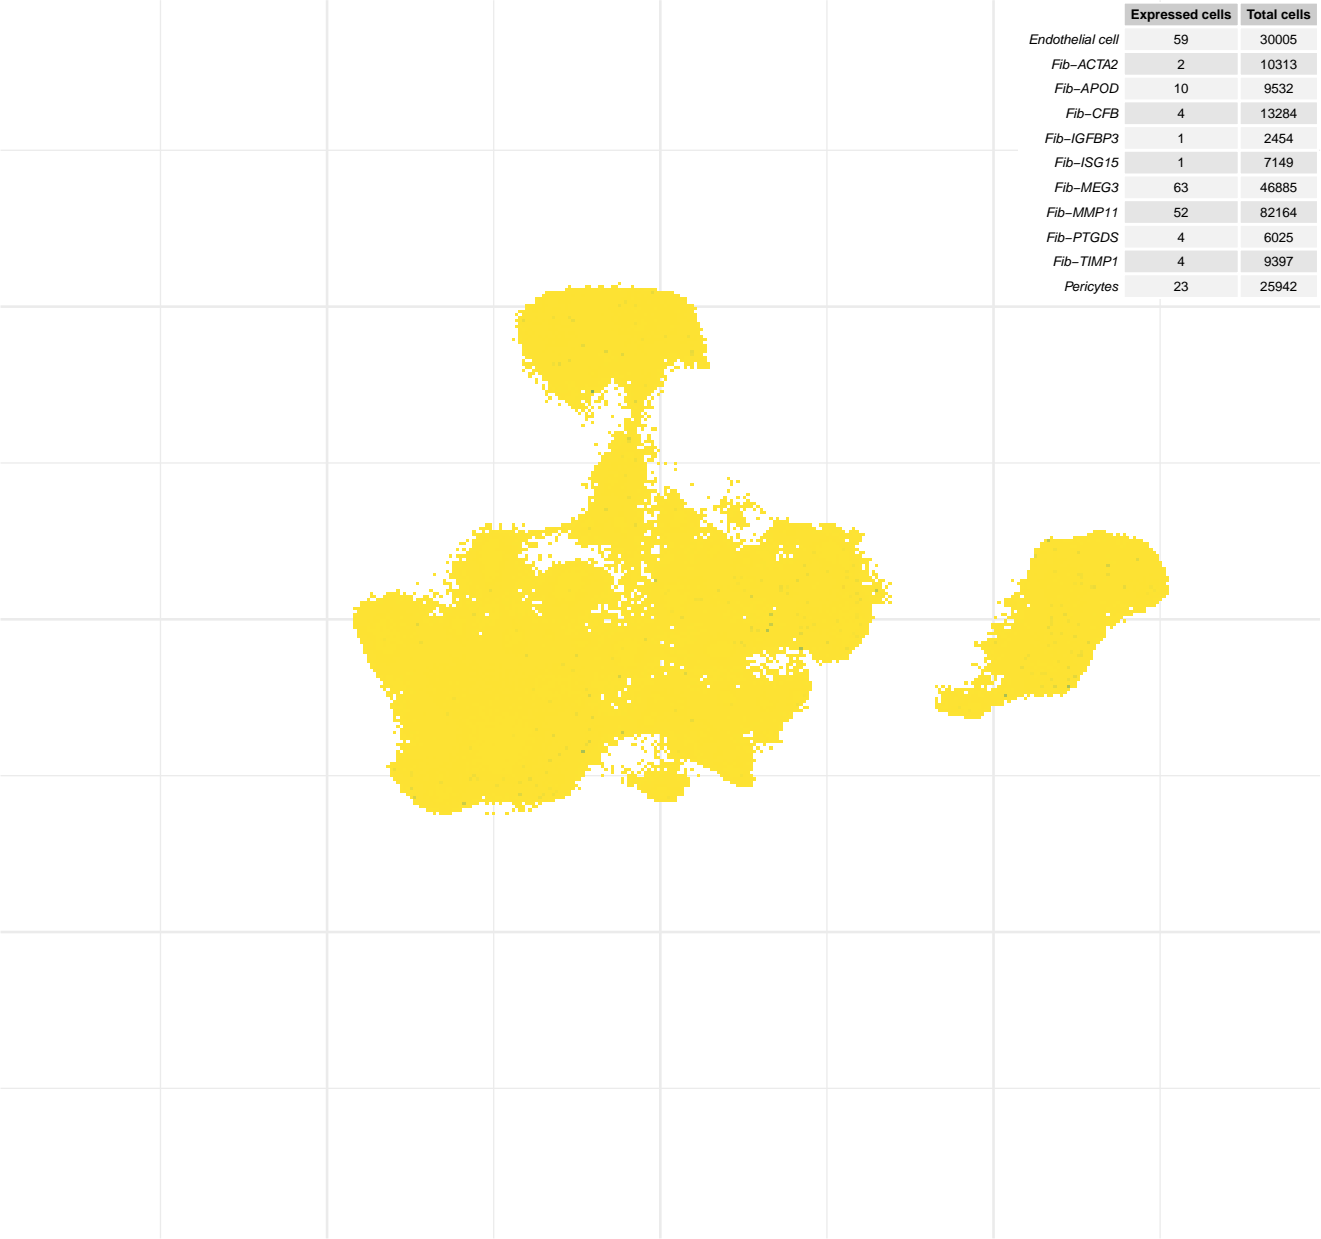 Expressed cells Total cells
Endothelial cell 59 30005
Fib−ACTA2 2 10313
Fib−APOD 10 9532
Fib−CFB 4 13284
Fib−IGFBP3 1 2454
Fib−ISG15 1 7149
Fib−MEG3 63 46885
Fib−MMP11 52 82164
Fib−PTGDS 4 6025
Fib−TIMP1 4 9397
Pericytes 23 25942